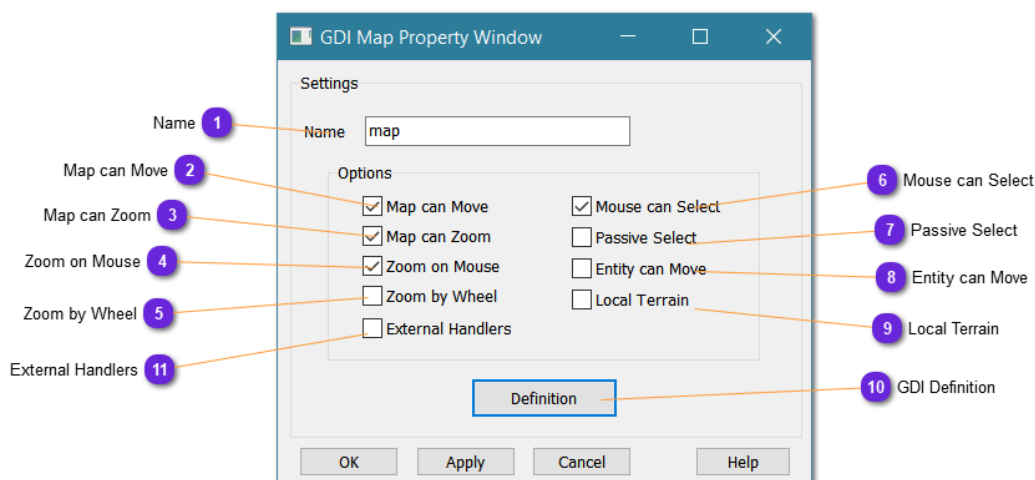 GDI Map Property Window
Settings
Name 1
Name map
Map can Move 2
Options
6 Mouse can Select
Map can Move
Mouse can Select
Map can Zoom 3
Map can Zoom
Passive Select
7 Passive Select
Zoom on Mouse 4
Zoom on Mouse
Entity can Move
8 Entity can Move
Zoom by Wheel 5
Zoom by Wheel
Local Terrain
9 Local Terrain
External Handlers 11
External Handlers
Definition
10 GDI Definition
OK Apply Cancel Help